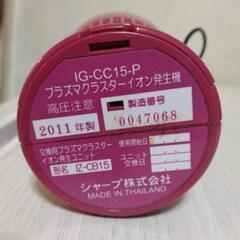 IG-CC15-P
プラズマクラスターイオン発生機
高圧注意
製造番号
2011年製
0047068
交換用プラズマクラスター
イオン発生ユニット
形名 IZ-CB15
使用開始日
ユニット
交換日
シャープ株式会社
MADE IN THAILAND